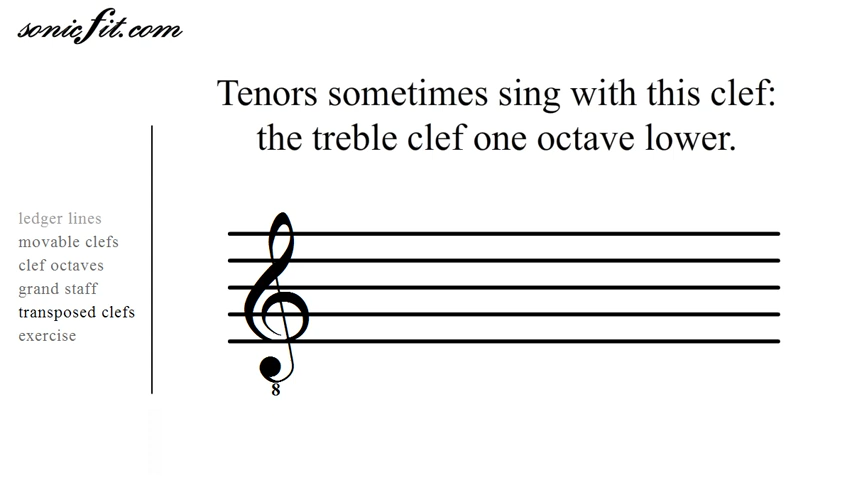 sonicfit.com
Tenors sometimes sing with this clef:
the treble clef one octave lower.
ledger lines
movable clefs
clef octaves
grand staff
transposed clefs
exercise
8